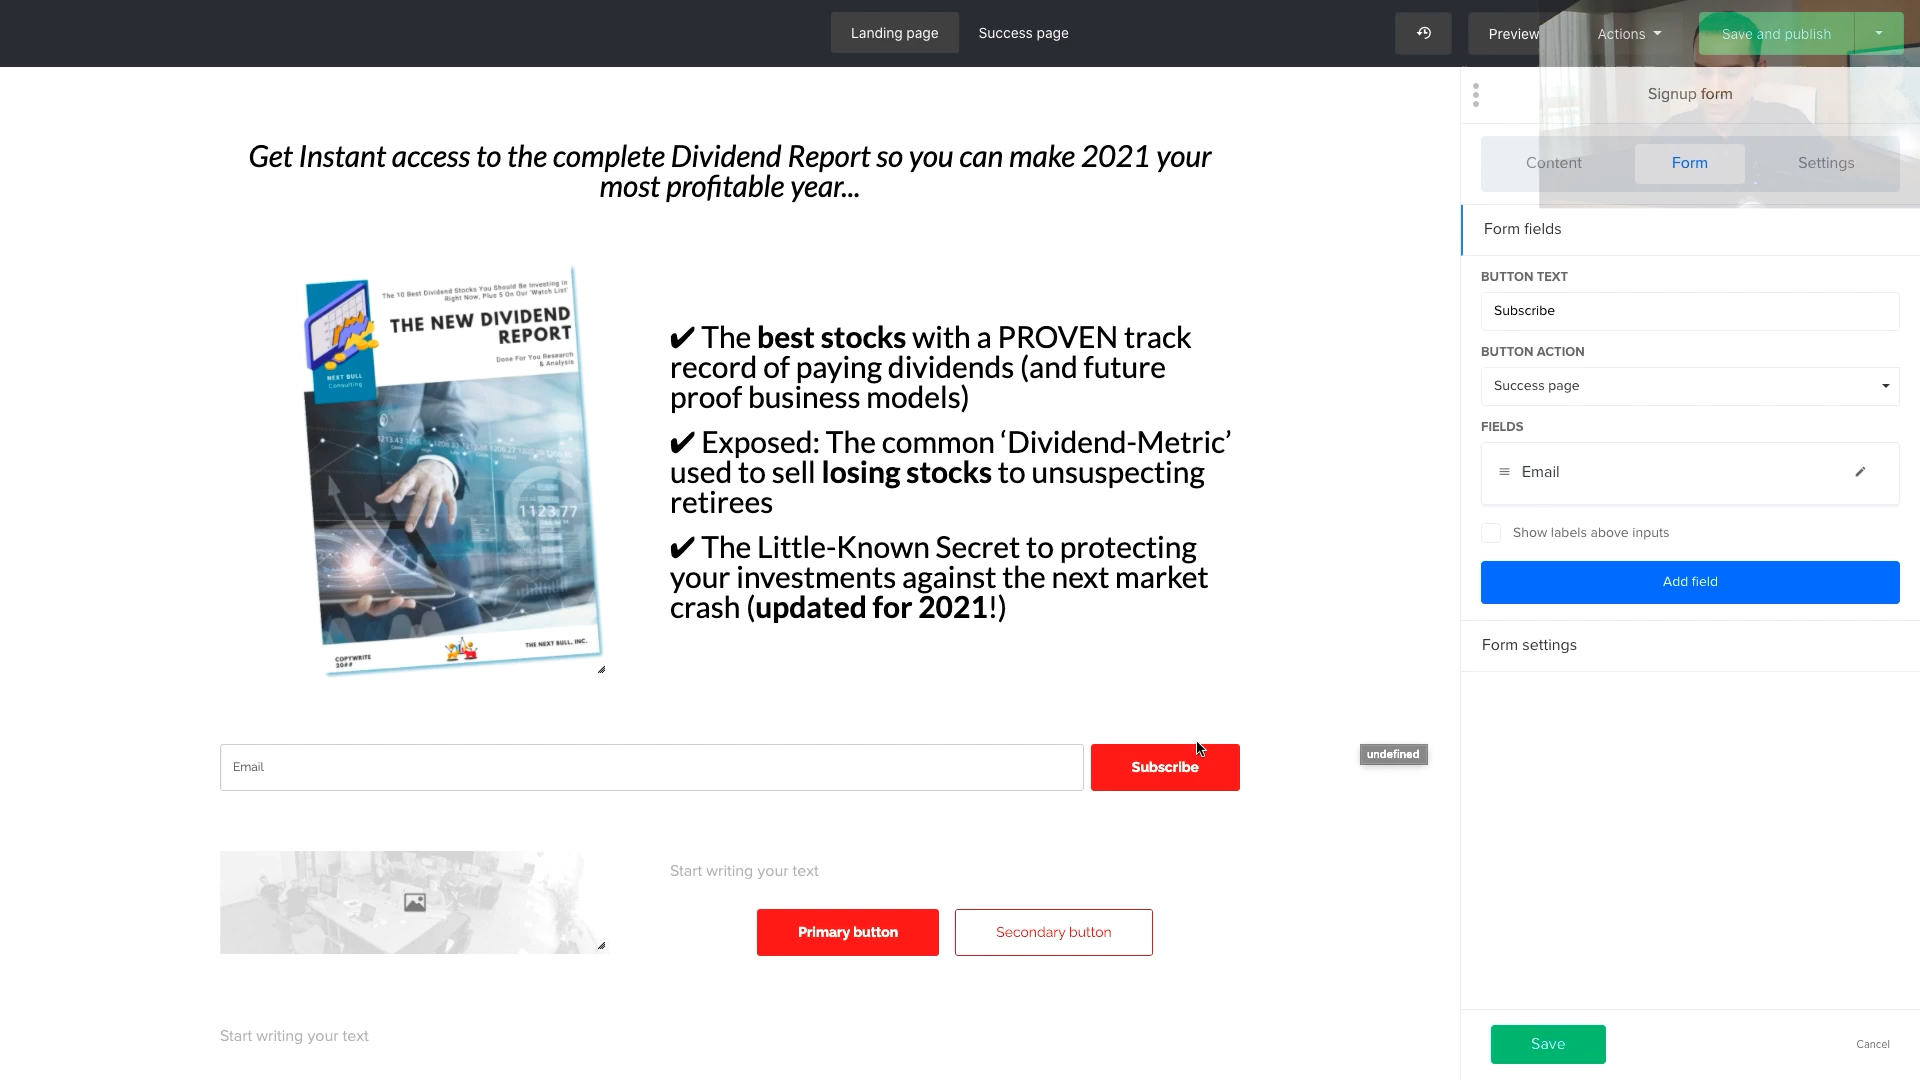 Landing page
Success page
Preview
Actions
Save and publish
Signup form
Content
Form
Settings
Get Instant access to the complete Dividend Report so you can make 2021 your
most profitable year...
The 10 Best Dividend Stocks You Should Be Investing In
Right Now, Plus 5 On Our 'Watch List'
THE NEW DIVIDEND
REPORT
Done For You Research
& Analysis
NEXT BULL
Consulting
1123.77
COPYWRITE
20##
THE NEXT BULL, INC.
✔ The best stocks with a PROVEN track
record of paying dividends (and future
proof business models)
✔ Exposed: The common ‘Dividend-Metric’
used to sell losing stocks to unsuspecting
retirees
✔ The Little-Known Secret to protecting
your investments against the next market
crash (updated for 2021!)
Email
Subscribe
undefined
Start writing your text
Primary button
Secondary button
Start writing your text
Form fields
BUTTON TEXT
Subscribe
BUTTON ACTION
Success page
FIELDS
Email
Show labels above inputs
Add field
Form settings
Save
Cancel